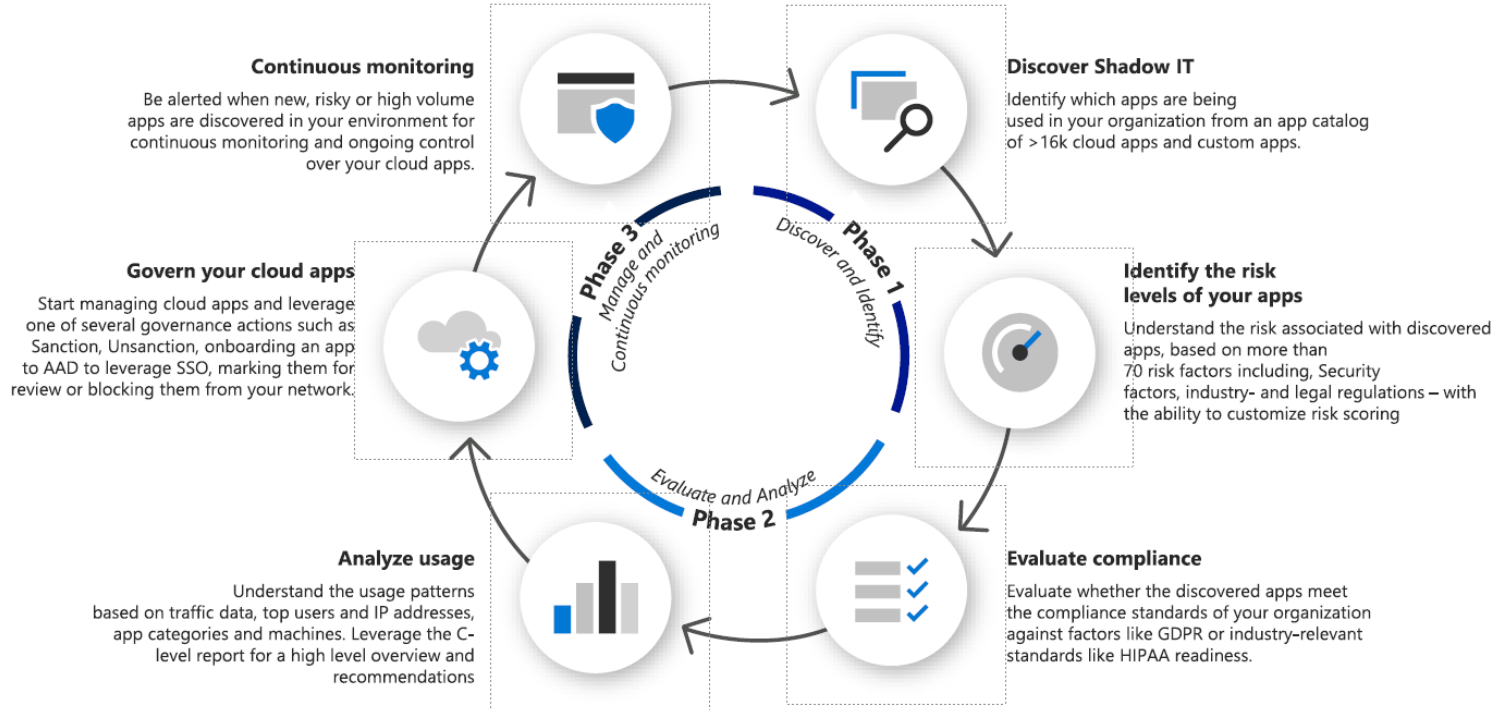 Continuous monitoring
Be alerted when new, risky or high volume
apps are discovered in your environment for
continuous monitoring and ongoing control
over your cloud apps.
Discover Shadow IT
Identify which apps are being
used in your organization from an app catalog
of >16k cloud apps and custom apps.
Phase 3
Manage and
Continuous monitoring
Phase 1
Discover and Identify
Govern your cloud apps
Start managing cloud apps and leverage
one of several governance actions such as
Sanction, Unsanction, onboarding an app
to AAD to leverage SSO, marking them for
review or blocking them from your network.
Identify the risk
levels of your apps
Understand the risk associated with discovered
apps, based on more than
70 risk factors including, Security
factors, industry- and legal regulations – with
the ability to customize risk scoring
Evaluate and Analyze
Phase 2
Analyze usage
Understand the usage patterns
based on traffic data, top users and IP addresses,
app categories and machines. Leverage the C-
level report for a high level overview and
recommendations
Evaluate compliance
Evaluate whether the discovered apps meet
the compliance standards of your organization
against factors like GDPR or industry-relevant
standards like HIPAA readiness.